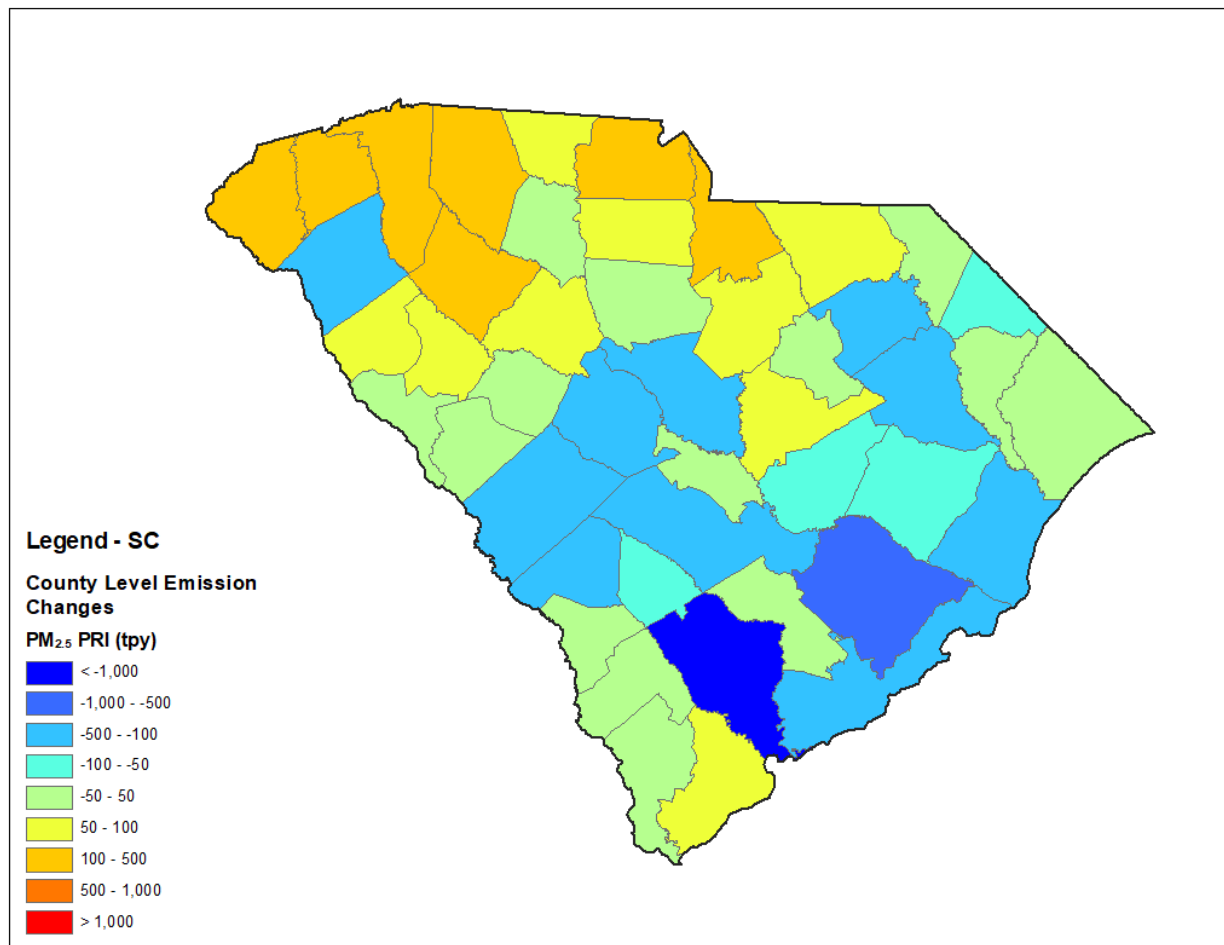 Legend - SC
County Level Emission
Changes
PM₂.₅ PRI (tpy)
< -1,000
-1,000 - -500
-500 - -100
-100 - -50
-50 - 50
50 - 100
100 - 500
500 - 1,000
> 1,000